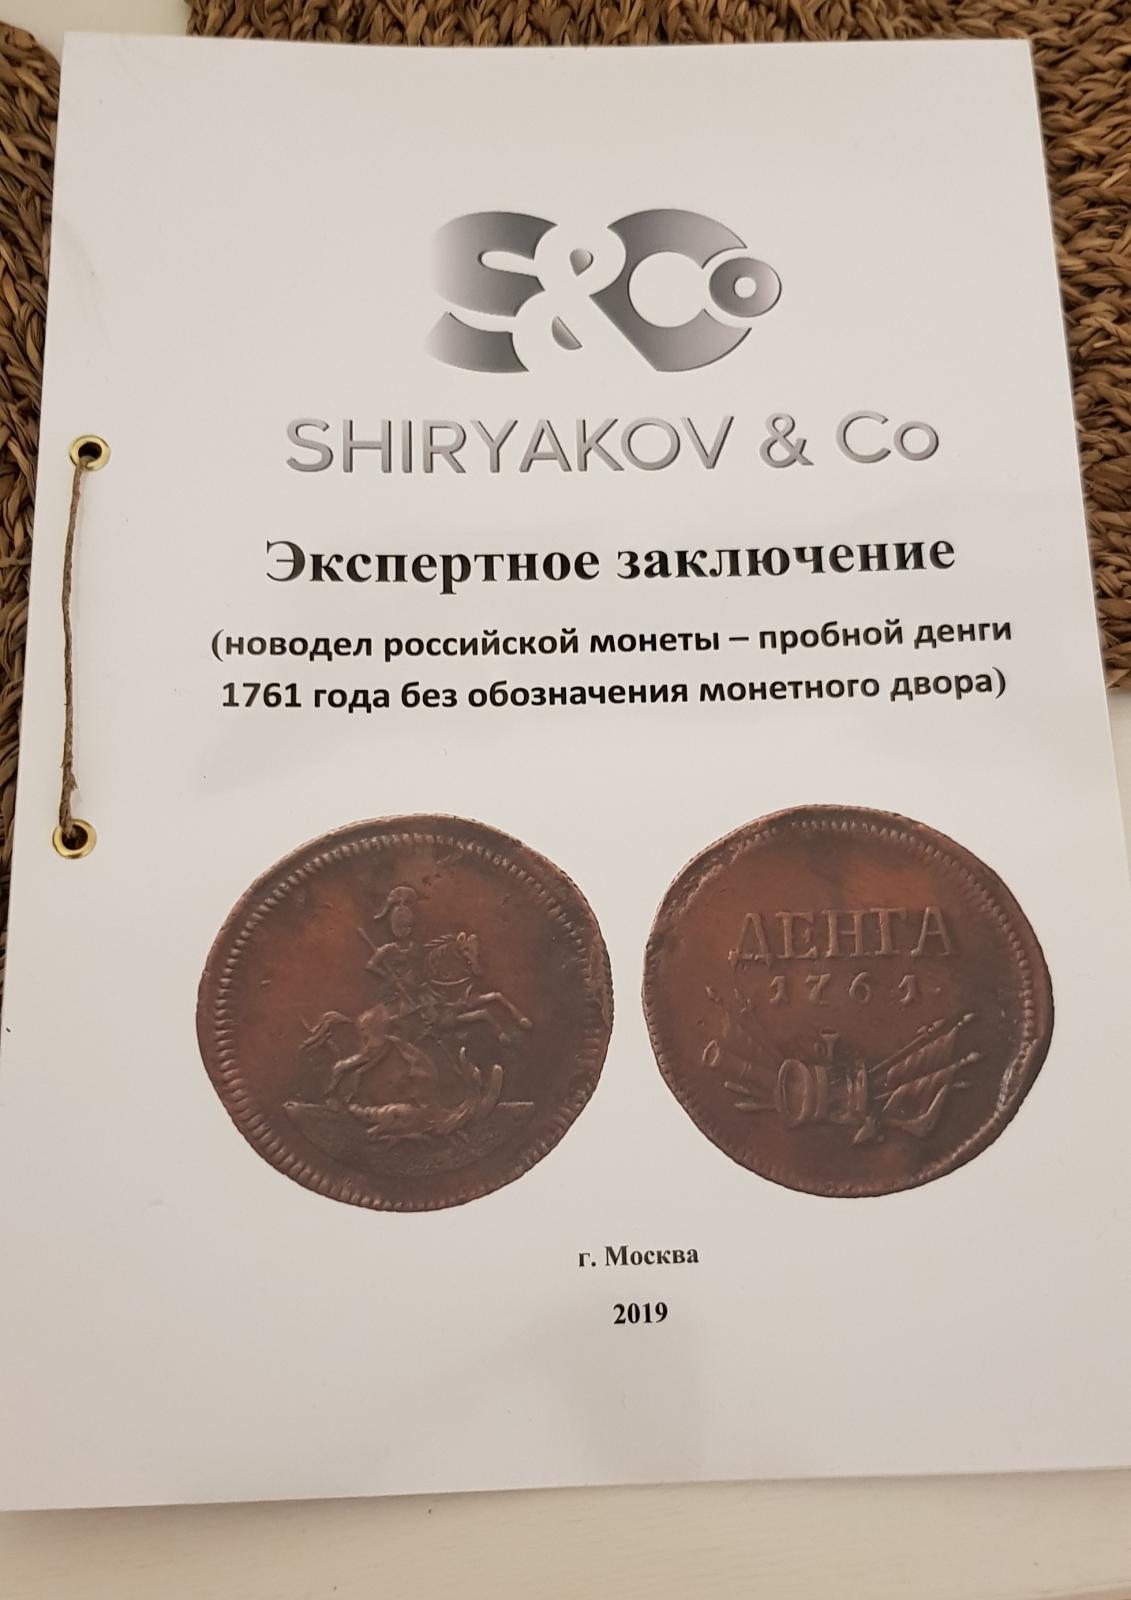 S&Co
SHIRYAKOV & Co
Экспертное заключение
(новодел российской монеты – пробной денги
1761 года без обозначения монетного двора)
ДЕНГА
1761.
г. Москва
2019